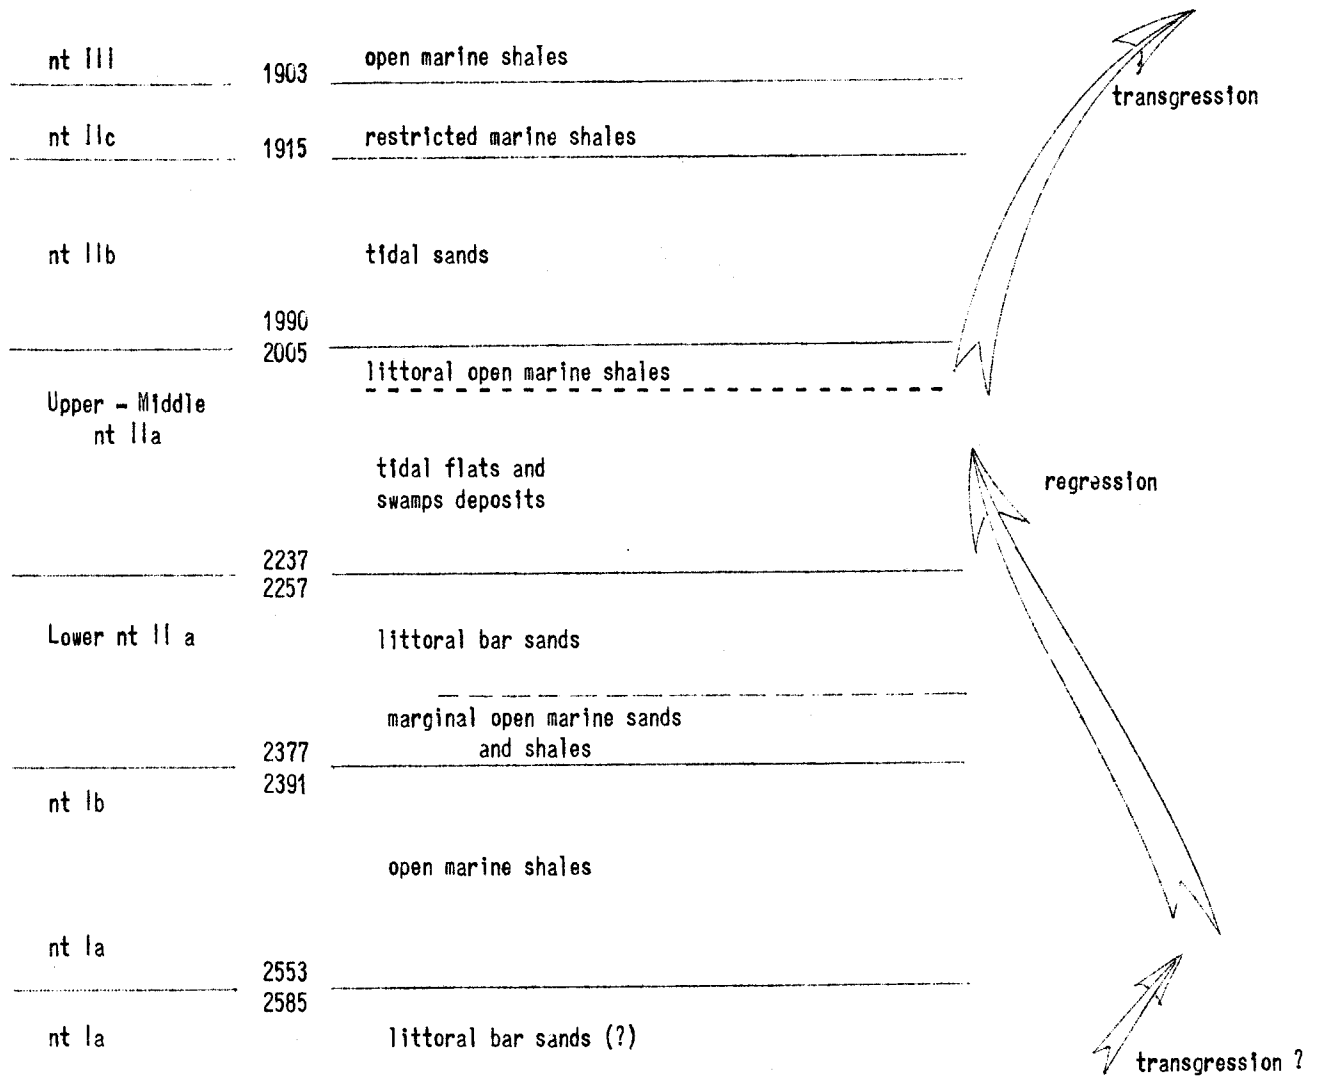 nt III 1903 open marine shales
transgression
nt IIc 1915 restricted marine shales
nt IIb tidal sands
1990
2005
littoral open marine shales
Upper - Middle
nt IIa
tidal flats and
swamps deposits
regression
2237
2257
Lower nt II a littoral bar sands
marginal open marine sands
and shales
2377
2391
nt Ib
open marine shales
nt Ia
2553
2585
nt Ia littoral bar sands (?)
transgression ?